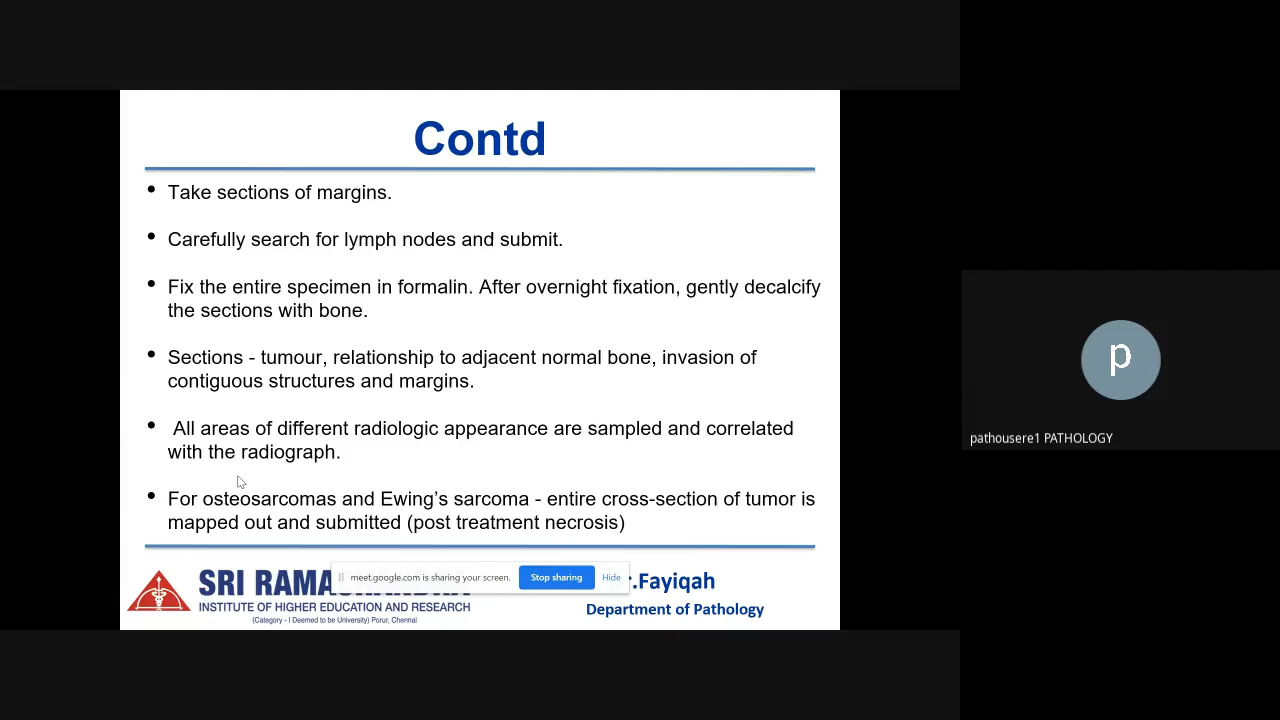 Contd
• Take sections of margins.
• Carefully search for lymph nodes and submit.
• Fix the entire specimen in formalin. After overnight fixation, gently decalcify
the sections with bone.
• Sections - tumour, relationship to adjacent normal bone, invasion of
contiguous structures and margins.
• All areas of different radiologic appearance are sampled and correlated
with the radiograph.
• For osteosarcomas and Ewing’s sarcoma - entire cross-section of tumor is
mapped out and submitted (post treatment necrosis)
SRI
INSTITUTE OF HIGHER EDUCATION AND RESEARCH
(Category - I Deemed to be University) Porur, Chennai
meet.google.com is sharing your screen. Stop sharing Hide
.Fayiqah
Department of Pathology
p
pathousere1 PATHOLOGY